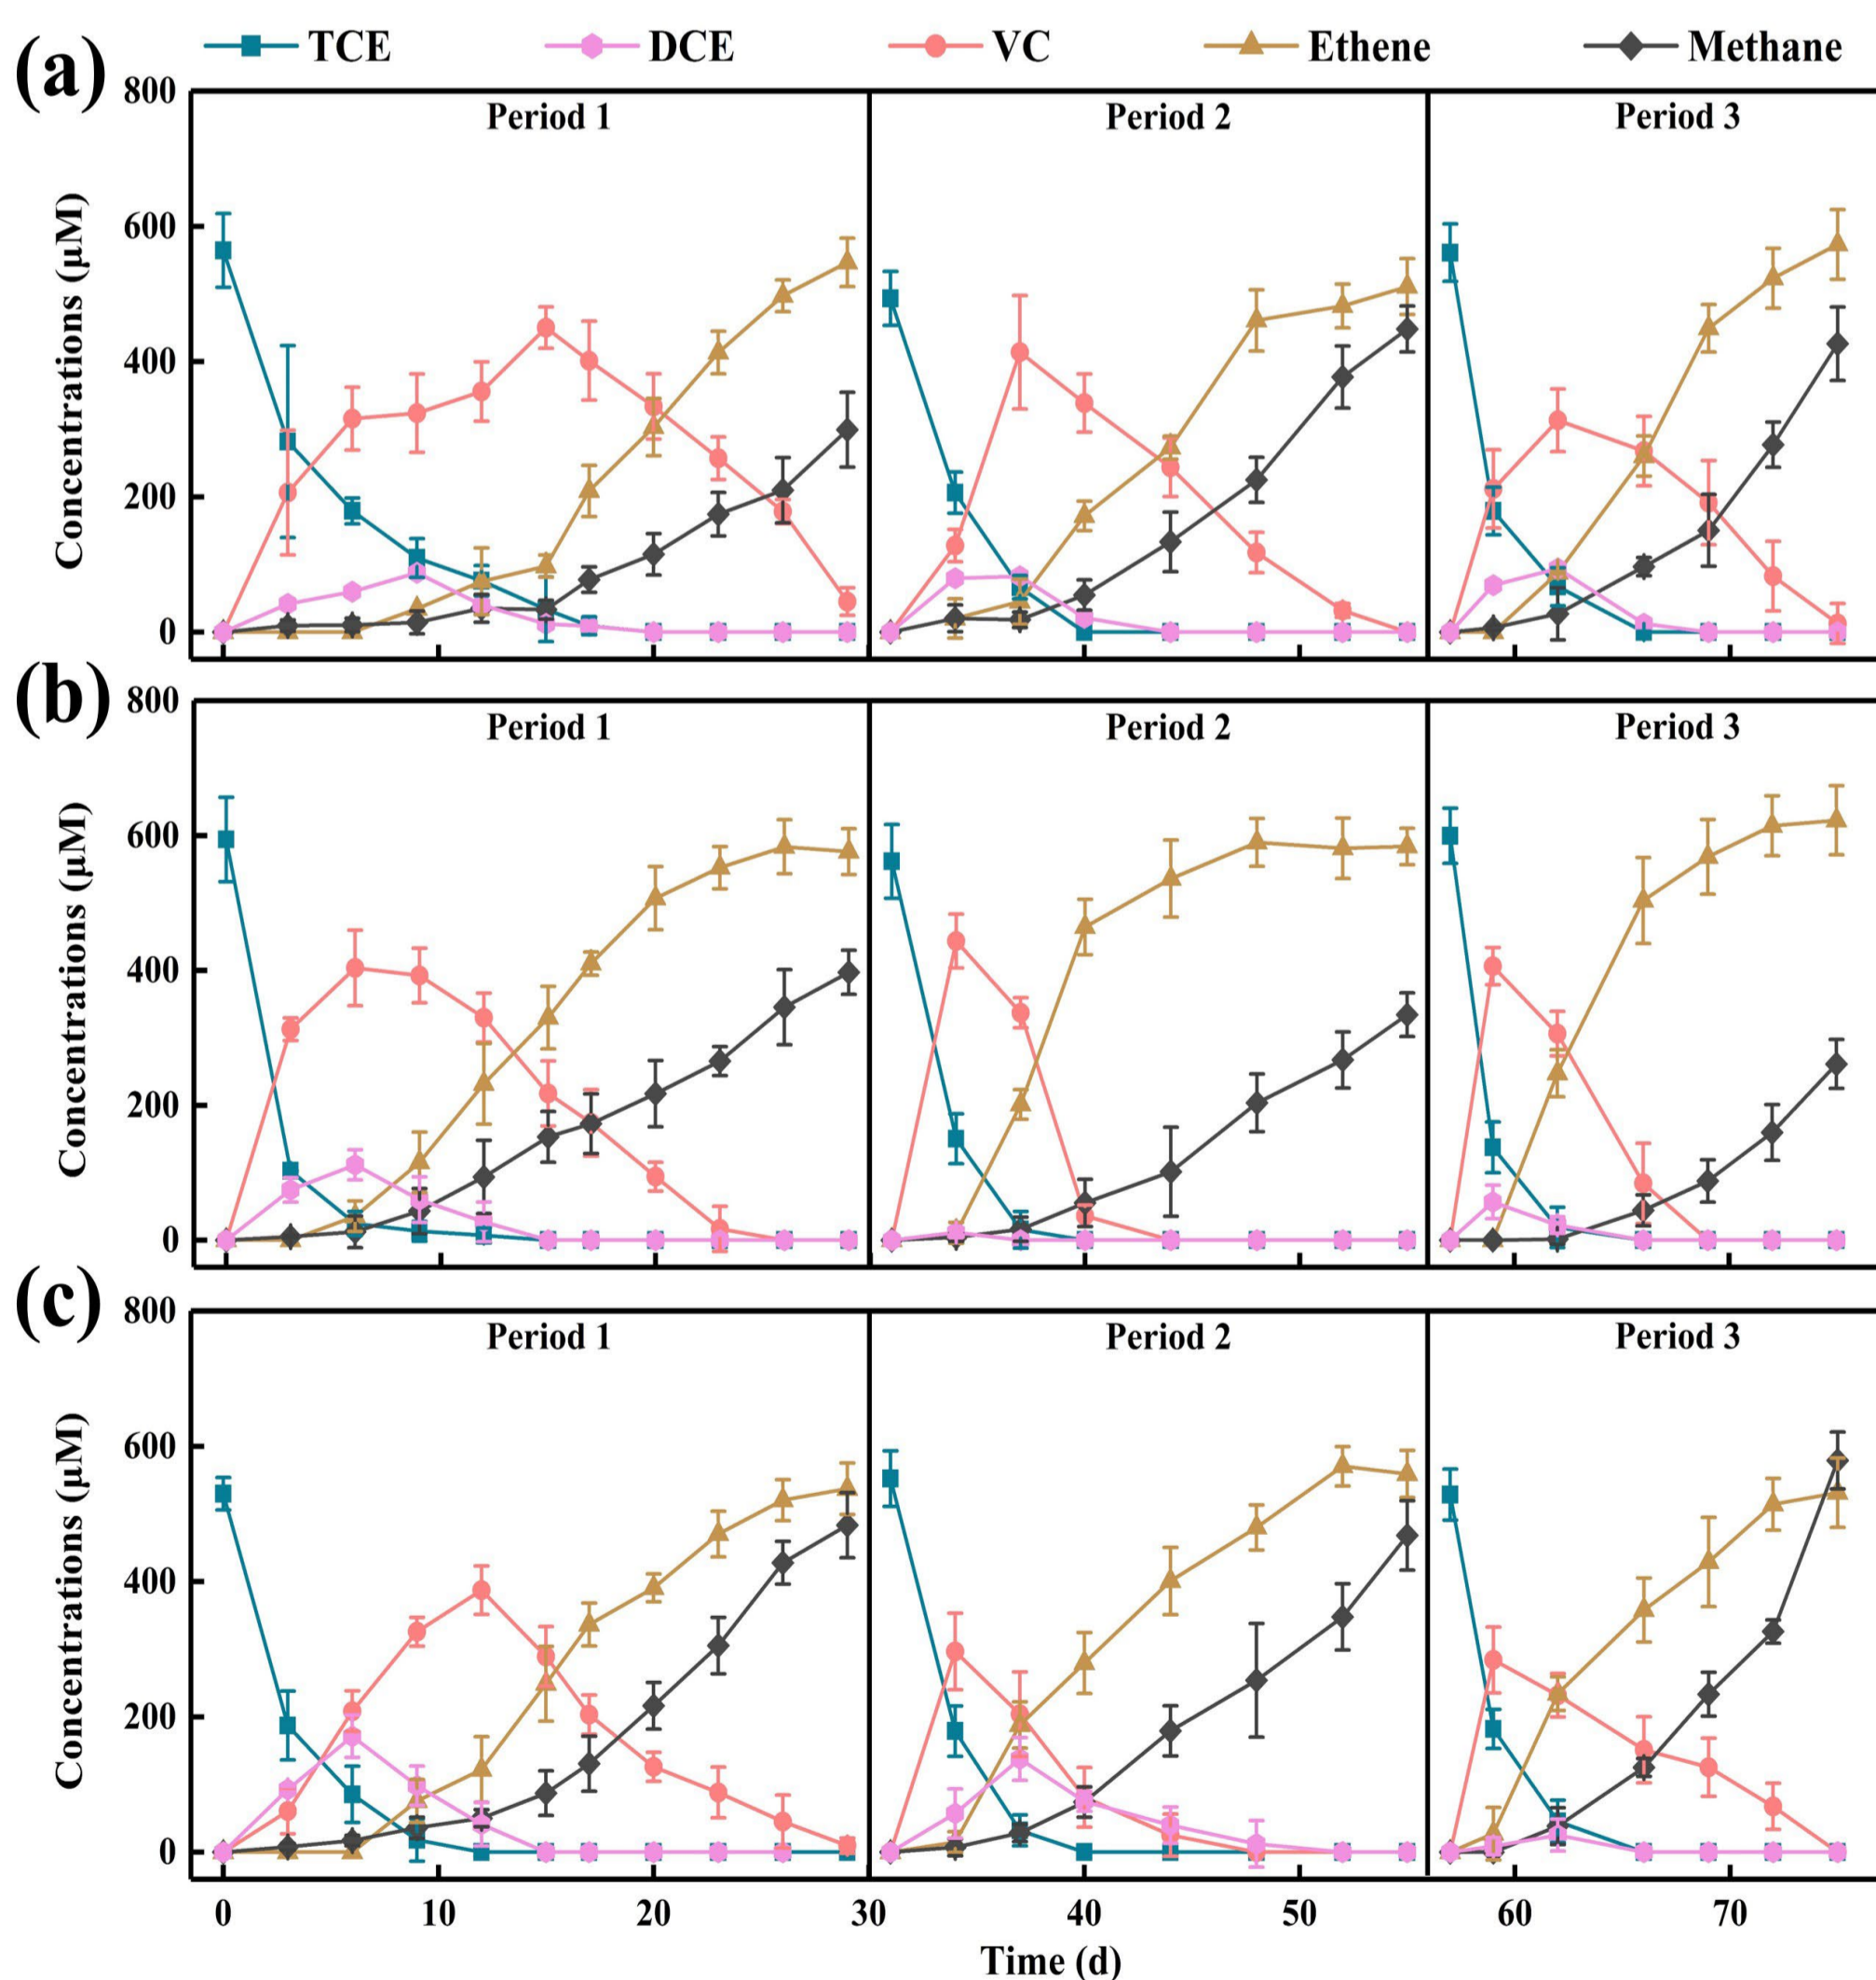 (a)
TCE DCE VC Ethene Methane
Period 1 Period 2 Period 3
Concentrations (μM)
800
600
400
200
0
(b)
Period 1 Period 2 Period 3
Concentrations (μM)
800
600
400
200
0
(c)
Period 1 Period 2 Period 3
Concentrations (μM)
800
600
400
200
0
0 10 20 30 40 50 60 70
Time (d)